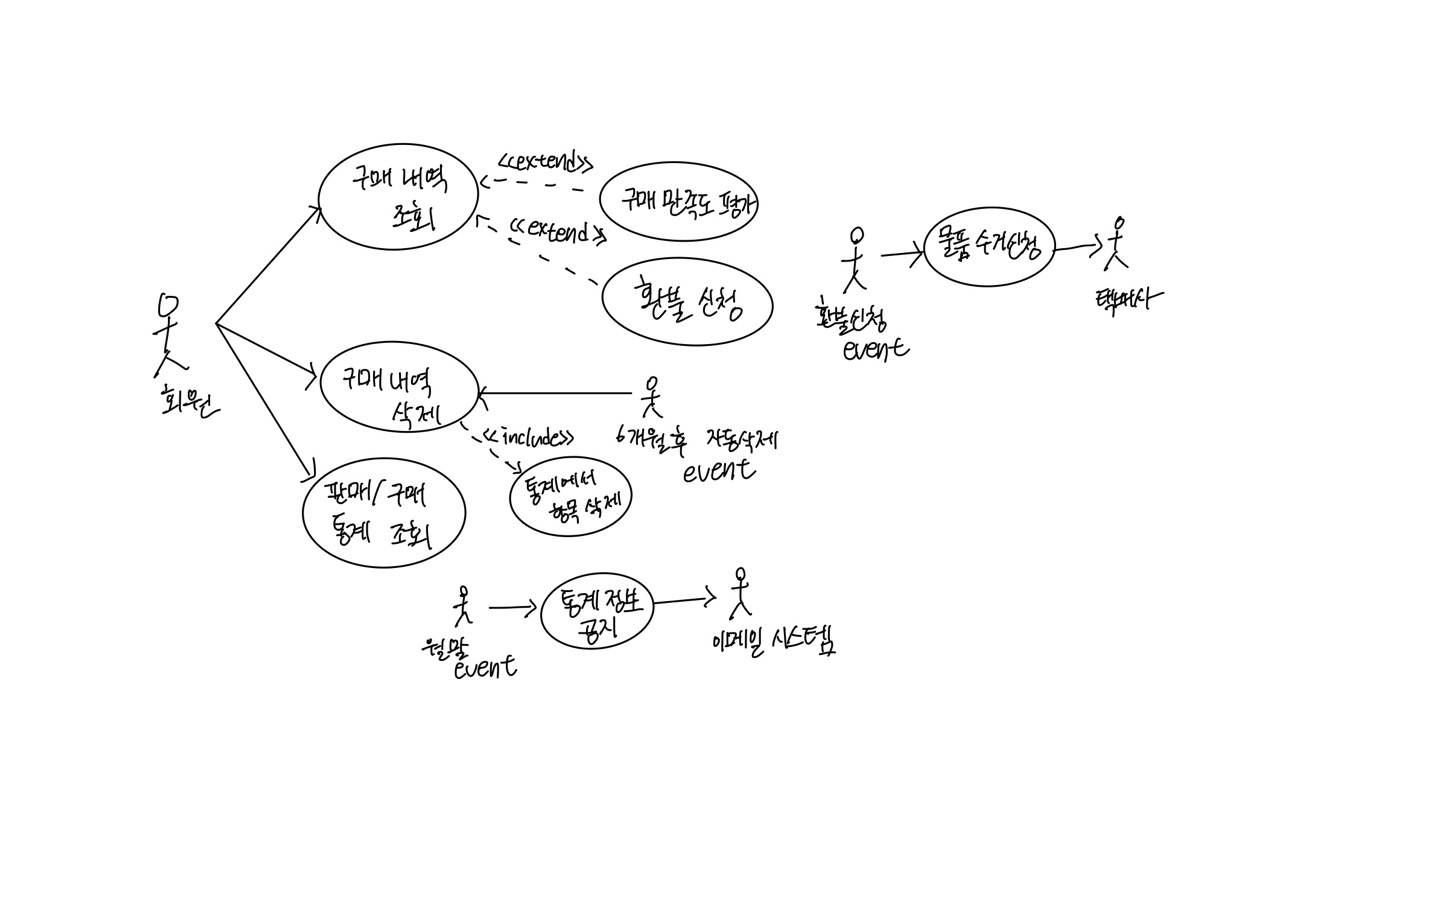 구매 내역
조회
<<extend>>
구매 만족도 평가
<<extend>>
환불 신청
물품 수거신청
환불신청
event
택배사
회원
구매 내역
삭제
<<include>>
6개월 후 자동삭제
event
통계에서
항목 삭제
판매/구매
통계 조회
월말
event
통계 정보
공지
이메일 시스템